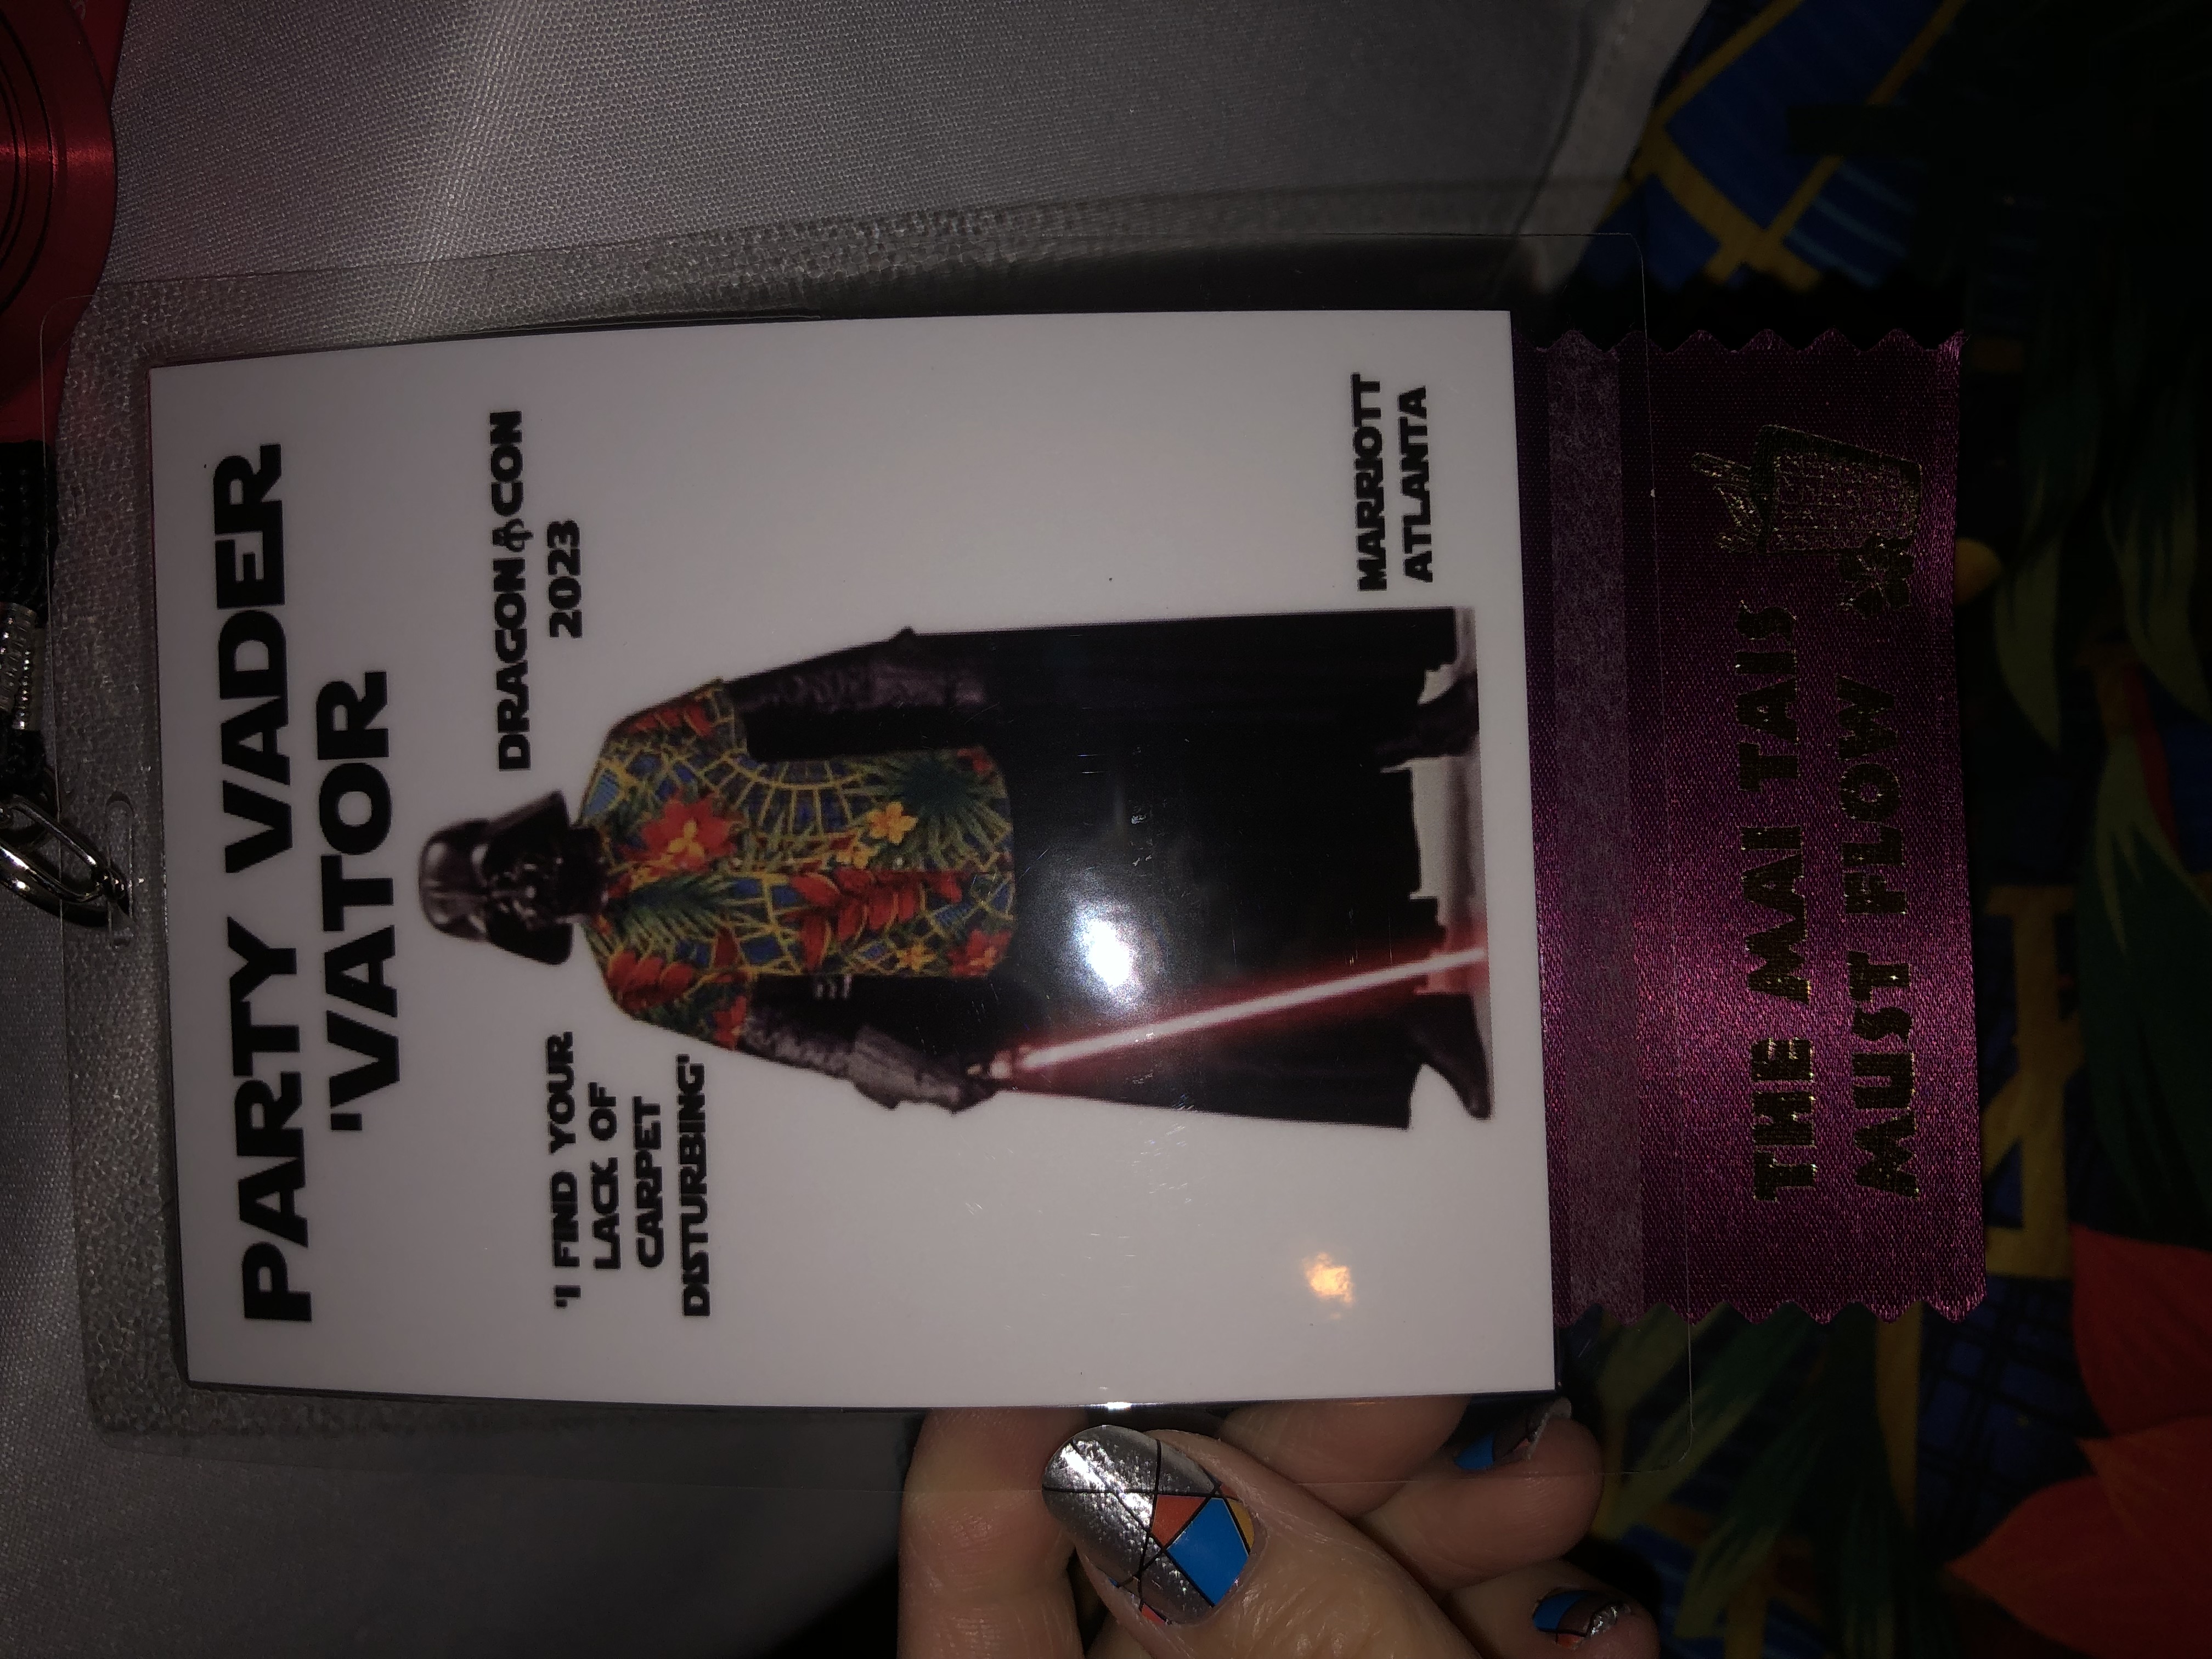 PARTY VADER
'VATOR
DRAGON CON
2023
'I FIND YOUR
LACK OF
CARPET
DISTURBING'
MARRIOTT
ATLANTA
THE MAI TAIS
MUST FLOW